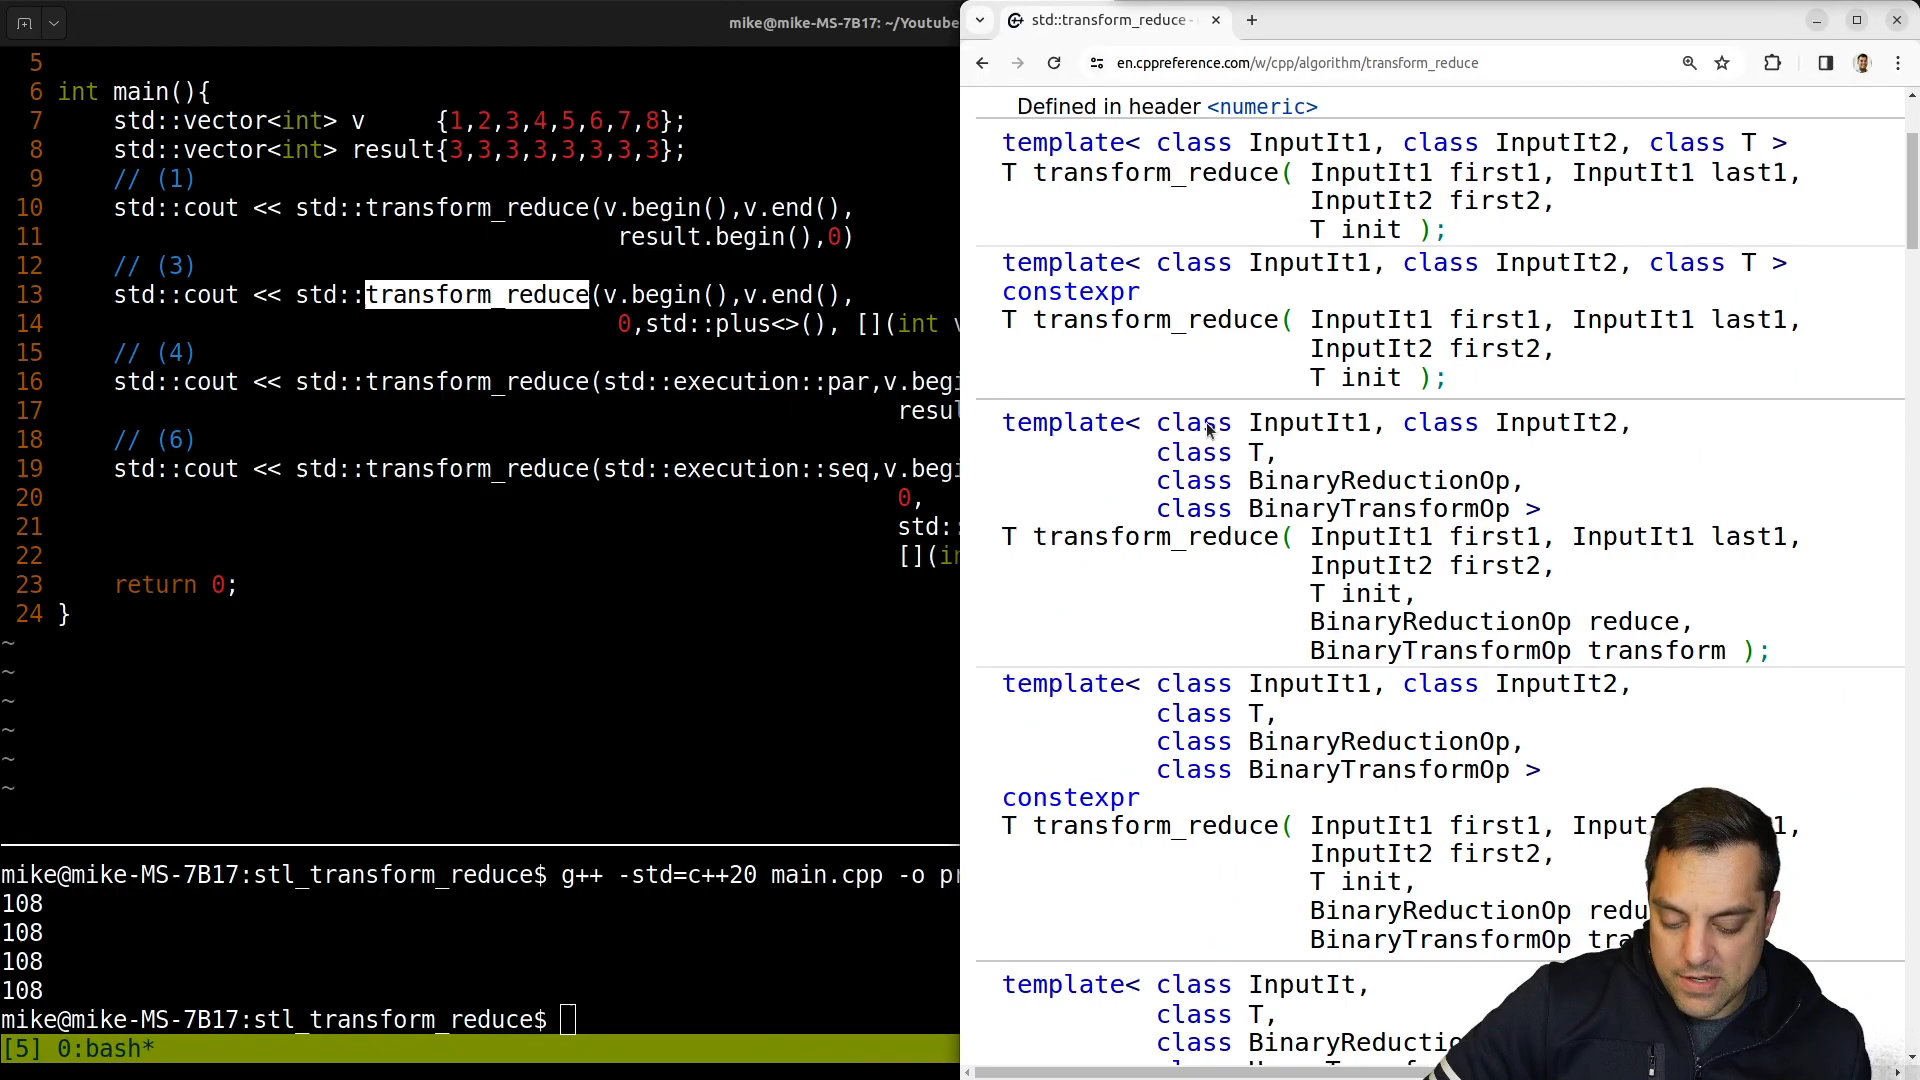 mike@mike-MS-7B17: ~/Youtube
5
6 int main(){
7 std::vector<int> v {1,2,3,4,5,6,7,8};
8 std::vector<int> result{3,3,3,3,3,3,3,3};
9 // (1)
10 std::cout << std::transform_reduce(v.begin(),v.end(),
11 result.begin(),0)
12 // (3)
13 std::cout << std::transform_reduce(v.begin(),v.end(),
14 0,std::plus<>(), [](int v
15 // (4)
16 std::cout << std::transform_reduce(std::execution::par,v.begi
17 resul
18 // (6)
19 std::cout << std::transform_reduce(std::execution::seq,v.begi
20 0,
21 std::
22 [](in
23 return 0;
24 }
~
~
~
~
~
~
mike@mike-MS-7B17:stl_transform_reduce$ g++ -std=c++20 main.cpp -o pr
108
108
108
108
mike@mike-MS-7B17:stl_transform_reduce$
[5] 0:bash*
std::transform_reduce -
en.cppreference.com/w/cpp/algorithm/transform_reduce
Defined in header <numeric>
template< class InputIt1, class InputIt2, class T >
T transform_reduce( InputIt1 first1, InputIt1 last1,
InputIt2 first2,
T init );
template< class InputIt1, class InputIt2, class T >
constexpr
T transform_reduce( InputIt1 first1, InputIt1 last1,
InputIt2 first2,
T init );
template< class InputIt1, class InputIt2,
class T,
class BinaryReductionOp,
class BinaryTransformOp >
T transform_reduce( InputIt1 first1, InputIt1 last1,
InputIt2 first2,
T init,
BinaryReductionOp reduce,
BinaryTransformOp transform );
template< class InputIt1, class InputIt2,
class T,
class BinaryReductionOp,
class BinaryTransformOp >
constexpr
T transform_reduce( InputIt1 first1, InputI 1,
InputIt2 first2,
T init,
BinaryReductionOp redu
BinaryTransformOp tra
template< class InputIt,
class T,
class BinaryReductio